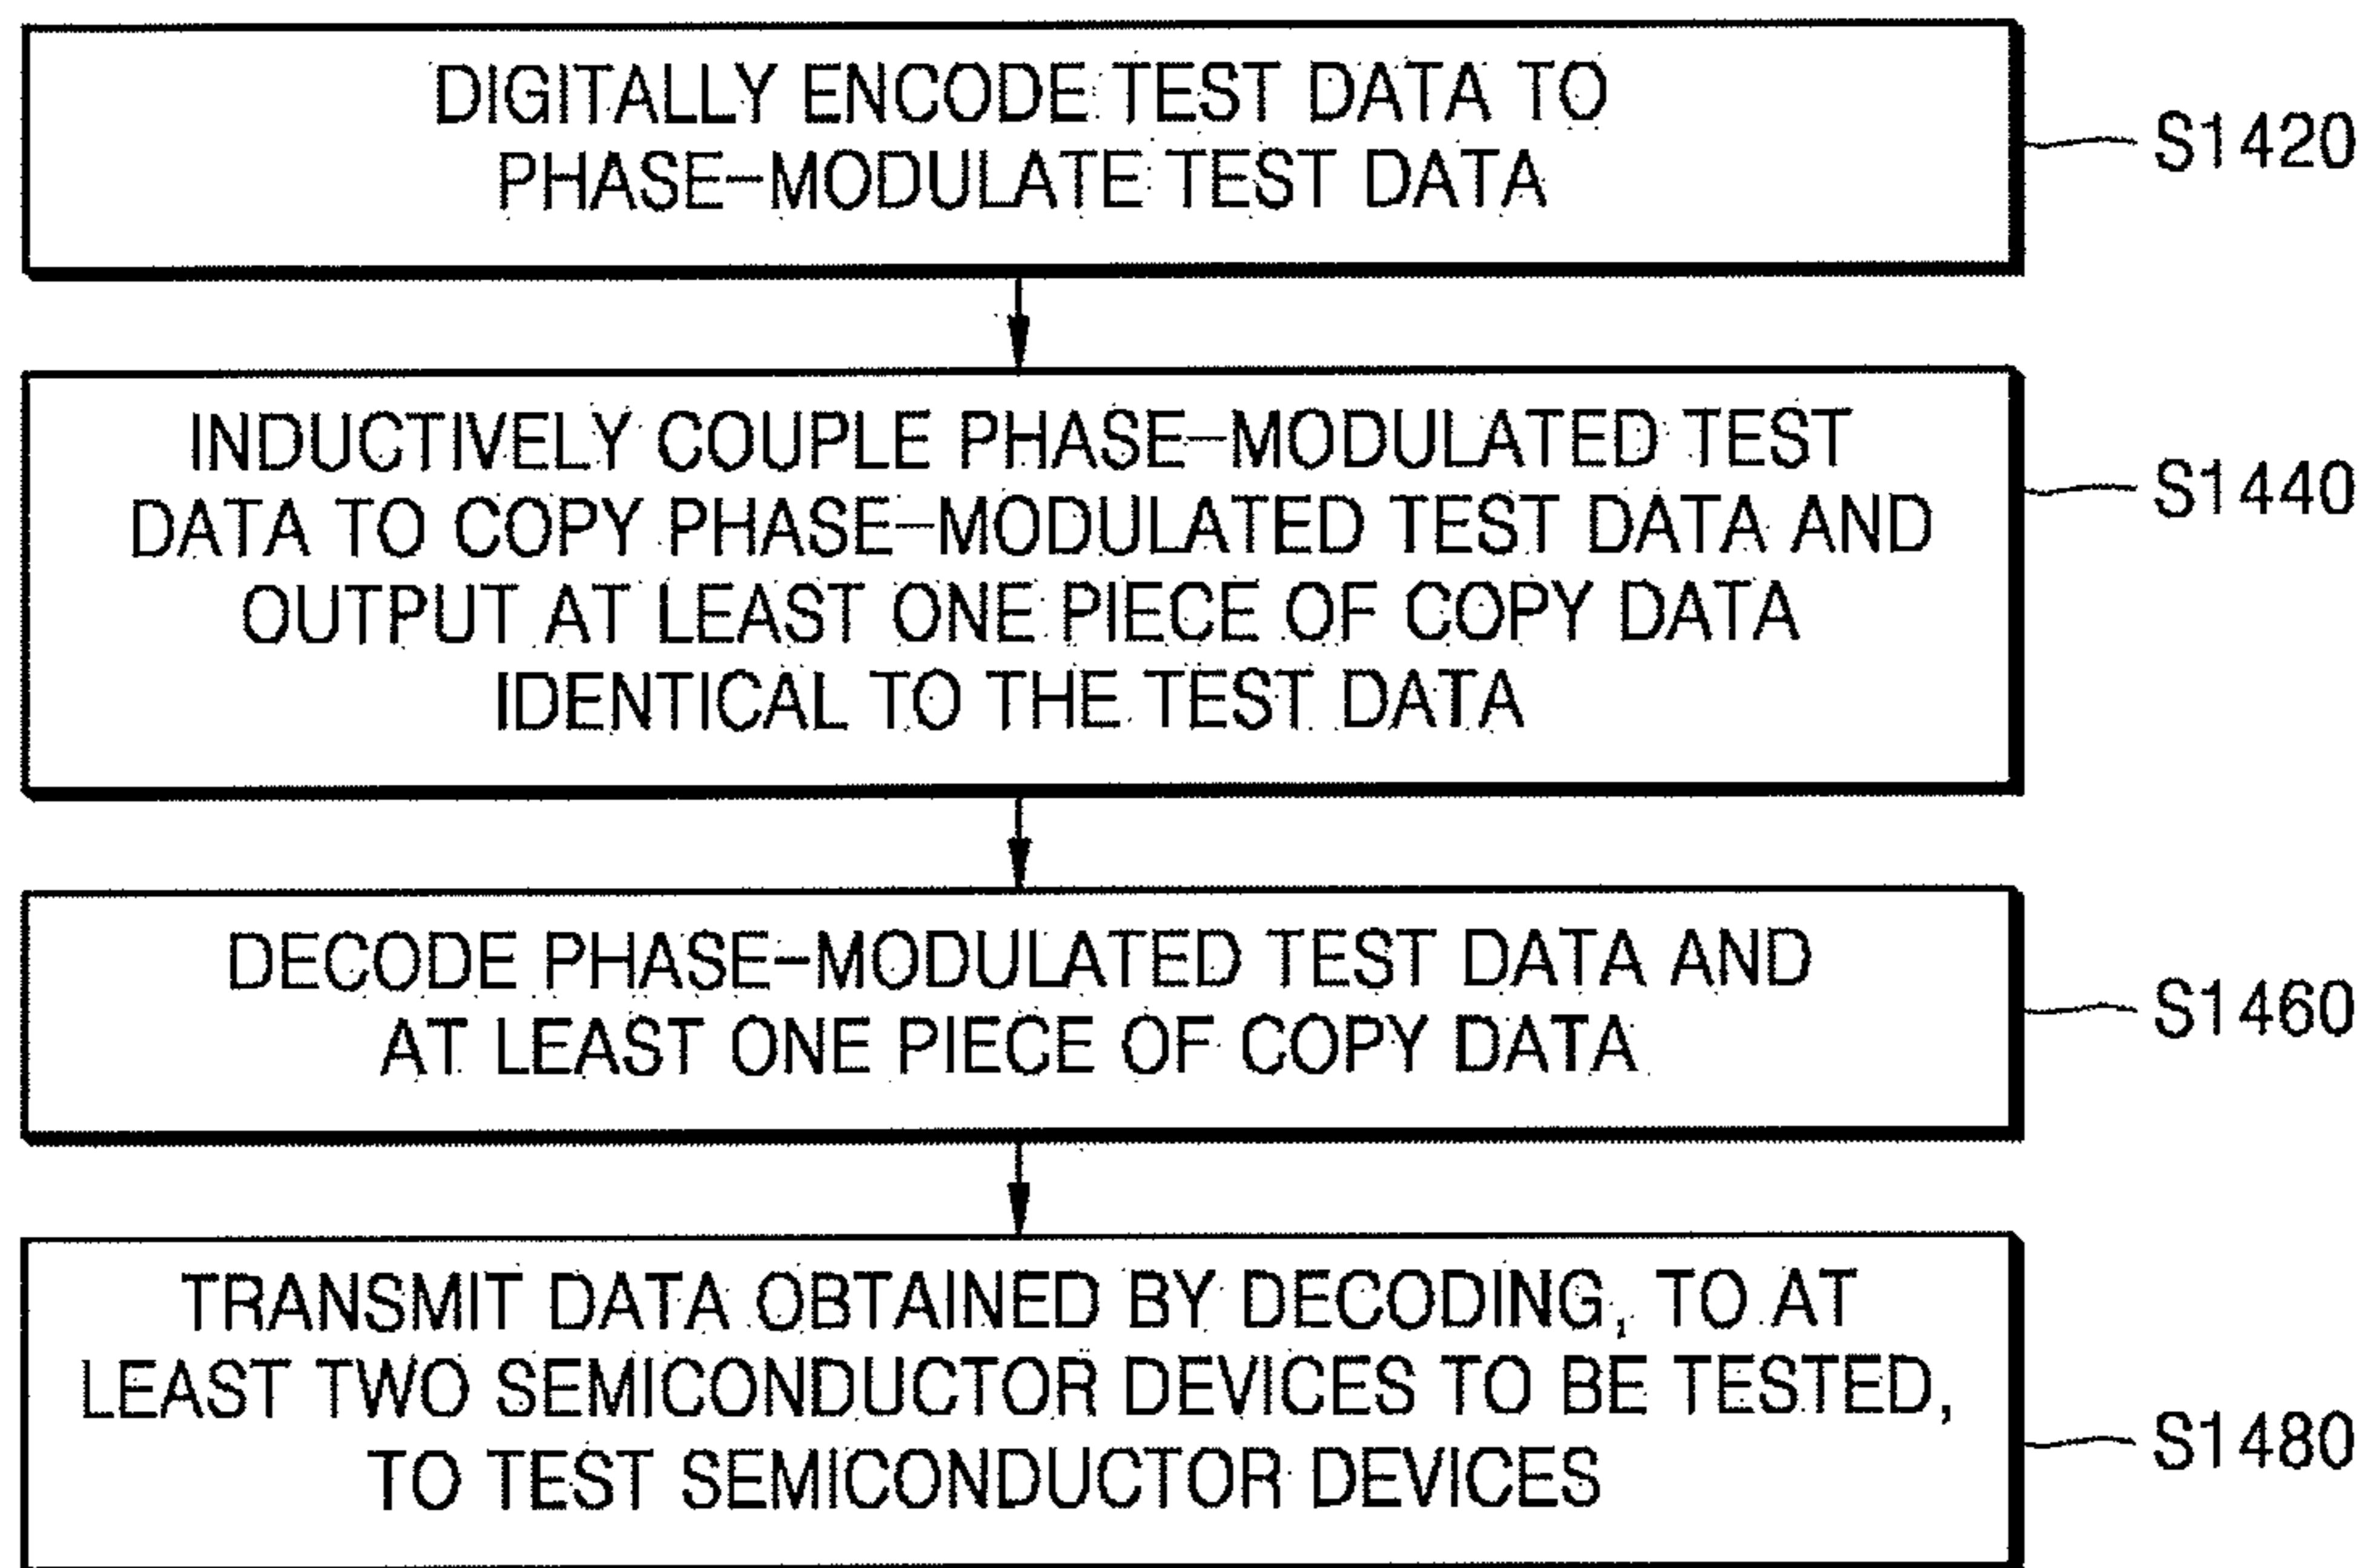 DIGITALLY ENCODE TEST DATA TO
PHASE-MODULATE TEST DATA
S1420
INDUCTIVELY COUPLE PHASE-MODULATED TEST
DATA TO COPY PHASE-MODULATED TEST DATA AND
OUTPUT AT LEAST ONE PIECE OF COPY DATA
IDENTICAL TO THE TEST DATA
S1440
DECODE PHASE-MODULATED TEST DATA AND
AT LEAST ONE PIECE OF COPY DATA
S1460
TRANSMIT DATA OBTAINED BY DECODING, TO AT
LEAST TWO SEMICONDUCTOR DEVICES TO BE TESTED,
TO TEST SEMICONDUCTOR DEVICES
S1480